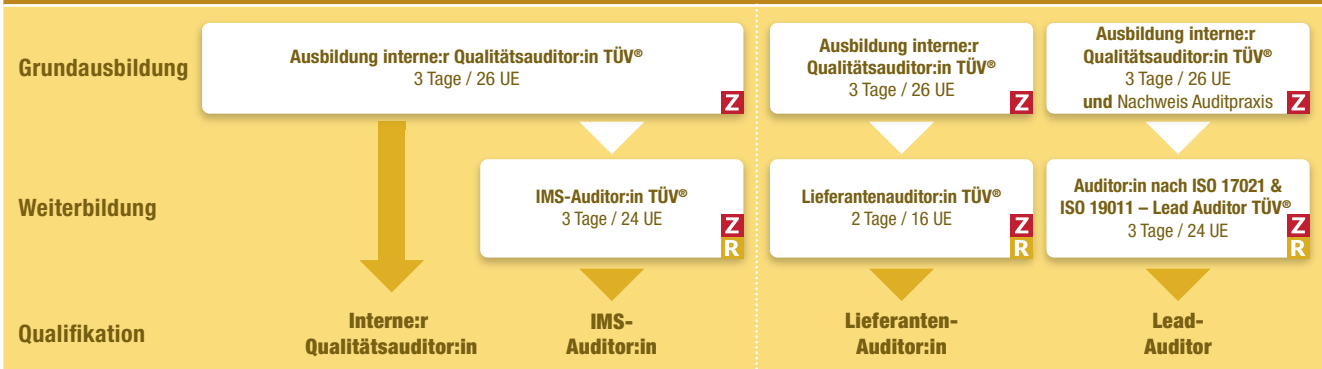 Grundausbildung
Ausbildung interne:r Qualitätsauditor:in TÜV®
3 Tage / 26 UE
Z
Ausbildung interne:r
Qualitätsauditor:in TÜV®
3 Tage / 26 UE
Z
Ausbildung interne:r
Qualitätsauditor:in TÜV®
3 Tage / 26 UE
und Nachweis Auditpraxis
Z
Weiterbildung
IMS-Auditor:in TÜV®
3 Tage / 24 UE
Z
R
Lieferantenauditor:in TÜV®
2 Tage / 16 UE
Z
R
Auditor:in nach ISO 17021 &
ISO 19011 – Lead Auditor TÜV®
3 Tage / 24 UE
Z
R
Qualifikation
Interne:r
Qualitätsauditor:in
IMS-
Auditor:in
Lieferanten-
Auditor:in
Lead-
Auditor